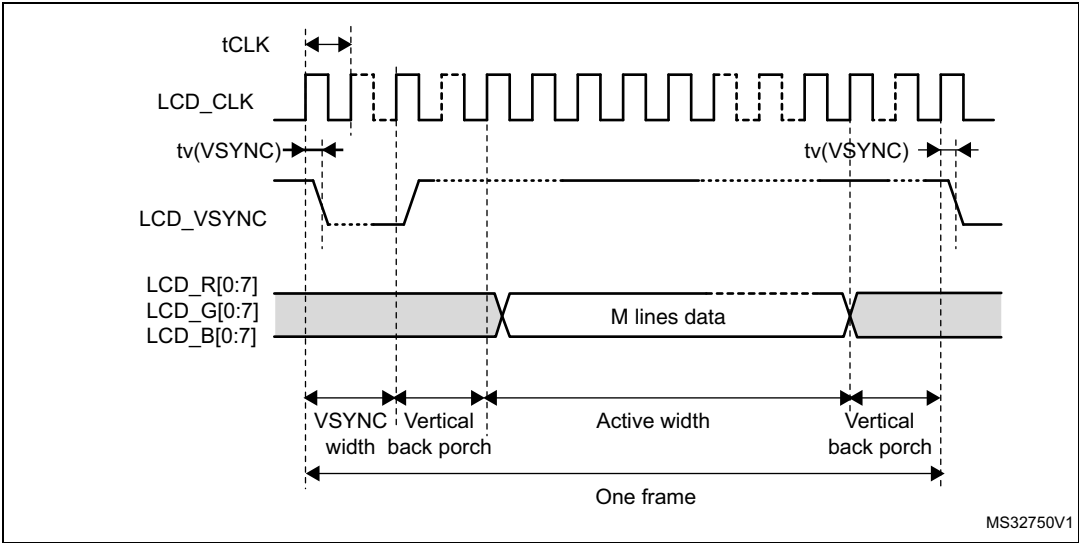 tCLK
LCD_CLK
tv(VSYNC)
tv(VSYNC)
LCD_VSYNC
LCD_R[0:7]
LCD_G[0:7]
LCD_B[0:7]
M lines data
VSYNC
width
Vertical
back porch
Active width
Vertical
back porch
One frame
MS32750V1